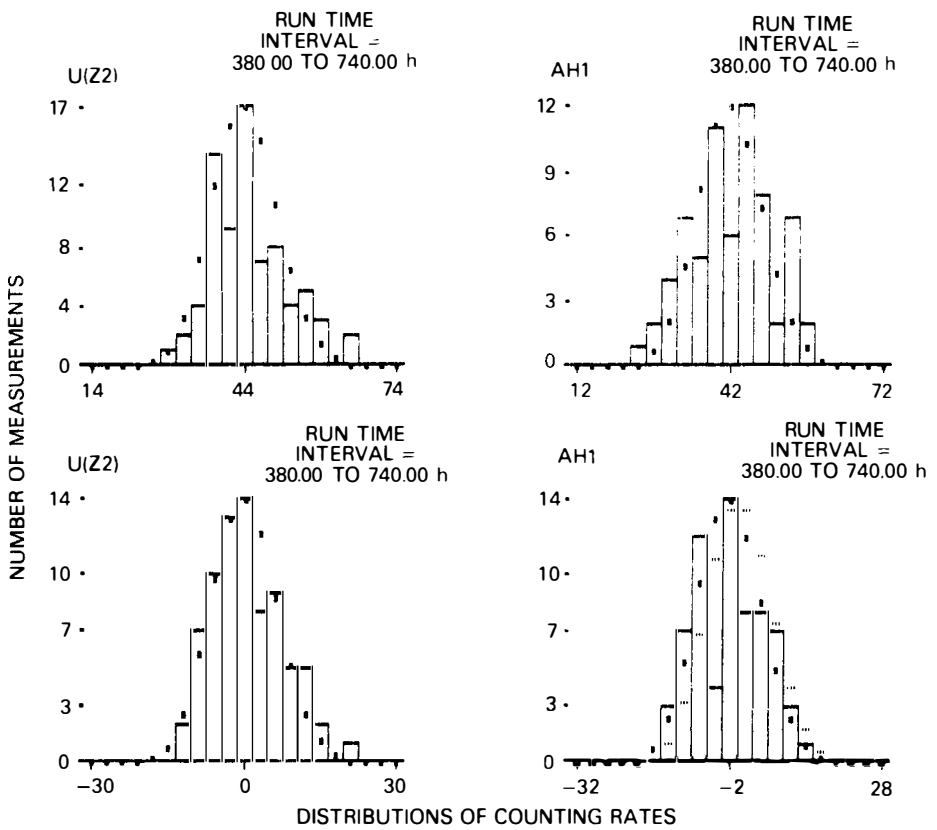 RUN TIME
INTERVAL =
380 00 TO 740.00 h
U(Z2)
17
12
8
4
0
14 44 74
RUN TIME
INTERVAL =
380.00 TO 740.00 h
AH1
12
9
6
3
0
12 42 72
NUMBER OF MEASUREMENTS
RUN TIME
INTERVAL =
380.00 TO 740.00 h
U(Z2)
14
10
7
3
0
−30 0 30
RUN TIME
INTERVAL =
380.00 TO 740.00 h
AH1
14
10
7
3
0
−32 −2 28
DISTRIBUTIONS OF COUNTING RATES